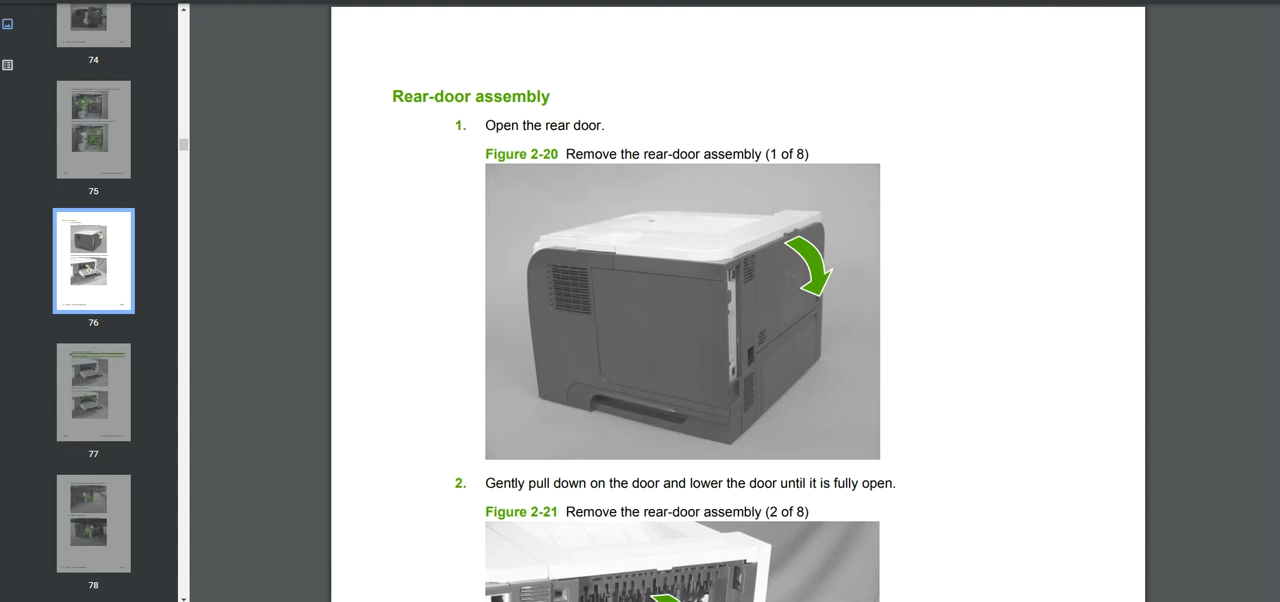 74
75
76
77
78
Rear-door assembly
1. Open the rear door.
Figure 2-20 Remove the rear-door assembly (1 of 8)
2. Gently pull down on the door and lower the door until it is fully open.
Figure 2-21 Remove the rear-door assembly (2 of 8)